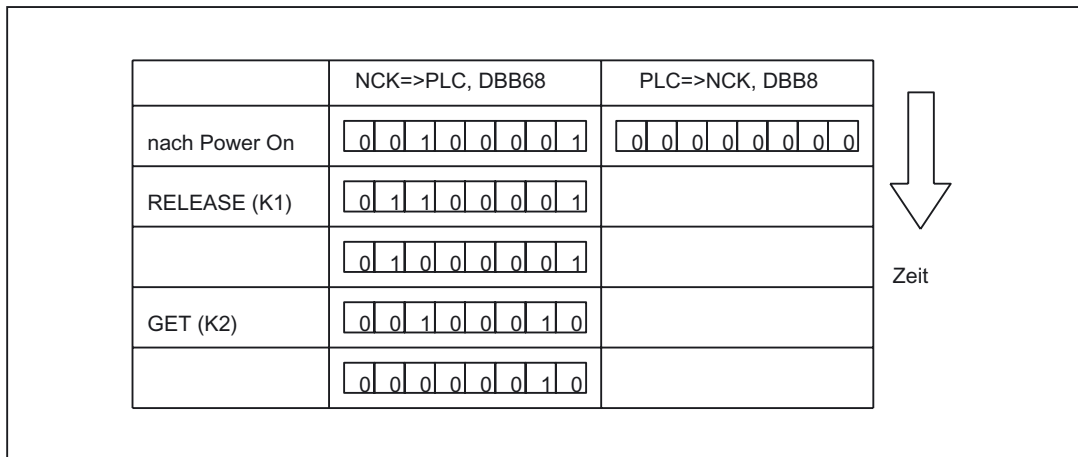 NCK=>PLC, DBB68 PLC=>NCK, DBB8
nach Power On 0 0 1 0 0 0 0 1 0 0 0 0 0 0 0 0
RELEASE (K1) 0 1 1 0 0 0 0 1
0 1 0 0 0 0 0 1
Zeit
GET (K2) 0 0 1 0 0 0 1 0
0 0 0 0 0 0 1 0